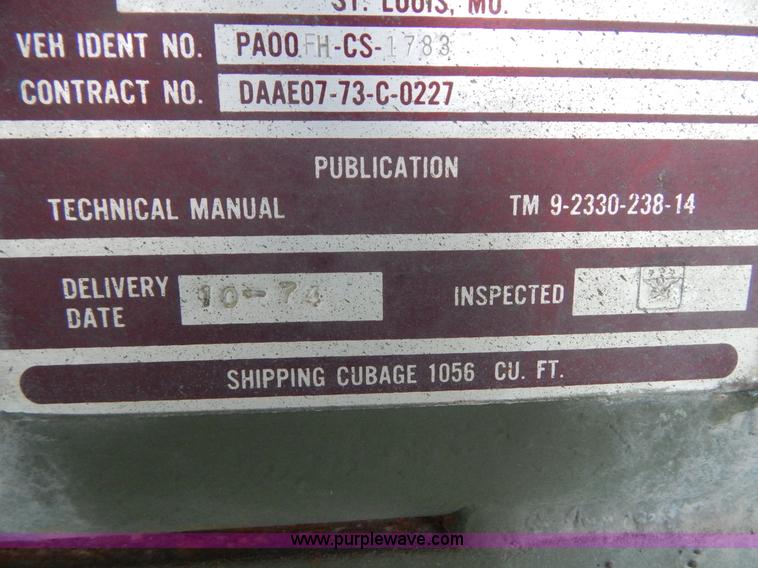 ST. LOUIS, MO.
VEH IDENT NO. PA00FH-CS-1783
CONTRACT NO. DAAE07-73-C-0227
PUBLICATION
TECHNICAL MANUAL TM 9-2330-238-14
DELIVERY DATE 10-74 INSPECTED
SHIPPING CUBAGE 1056 CU. FT.
www.purplewave.com